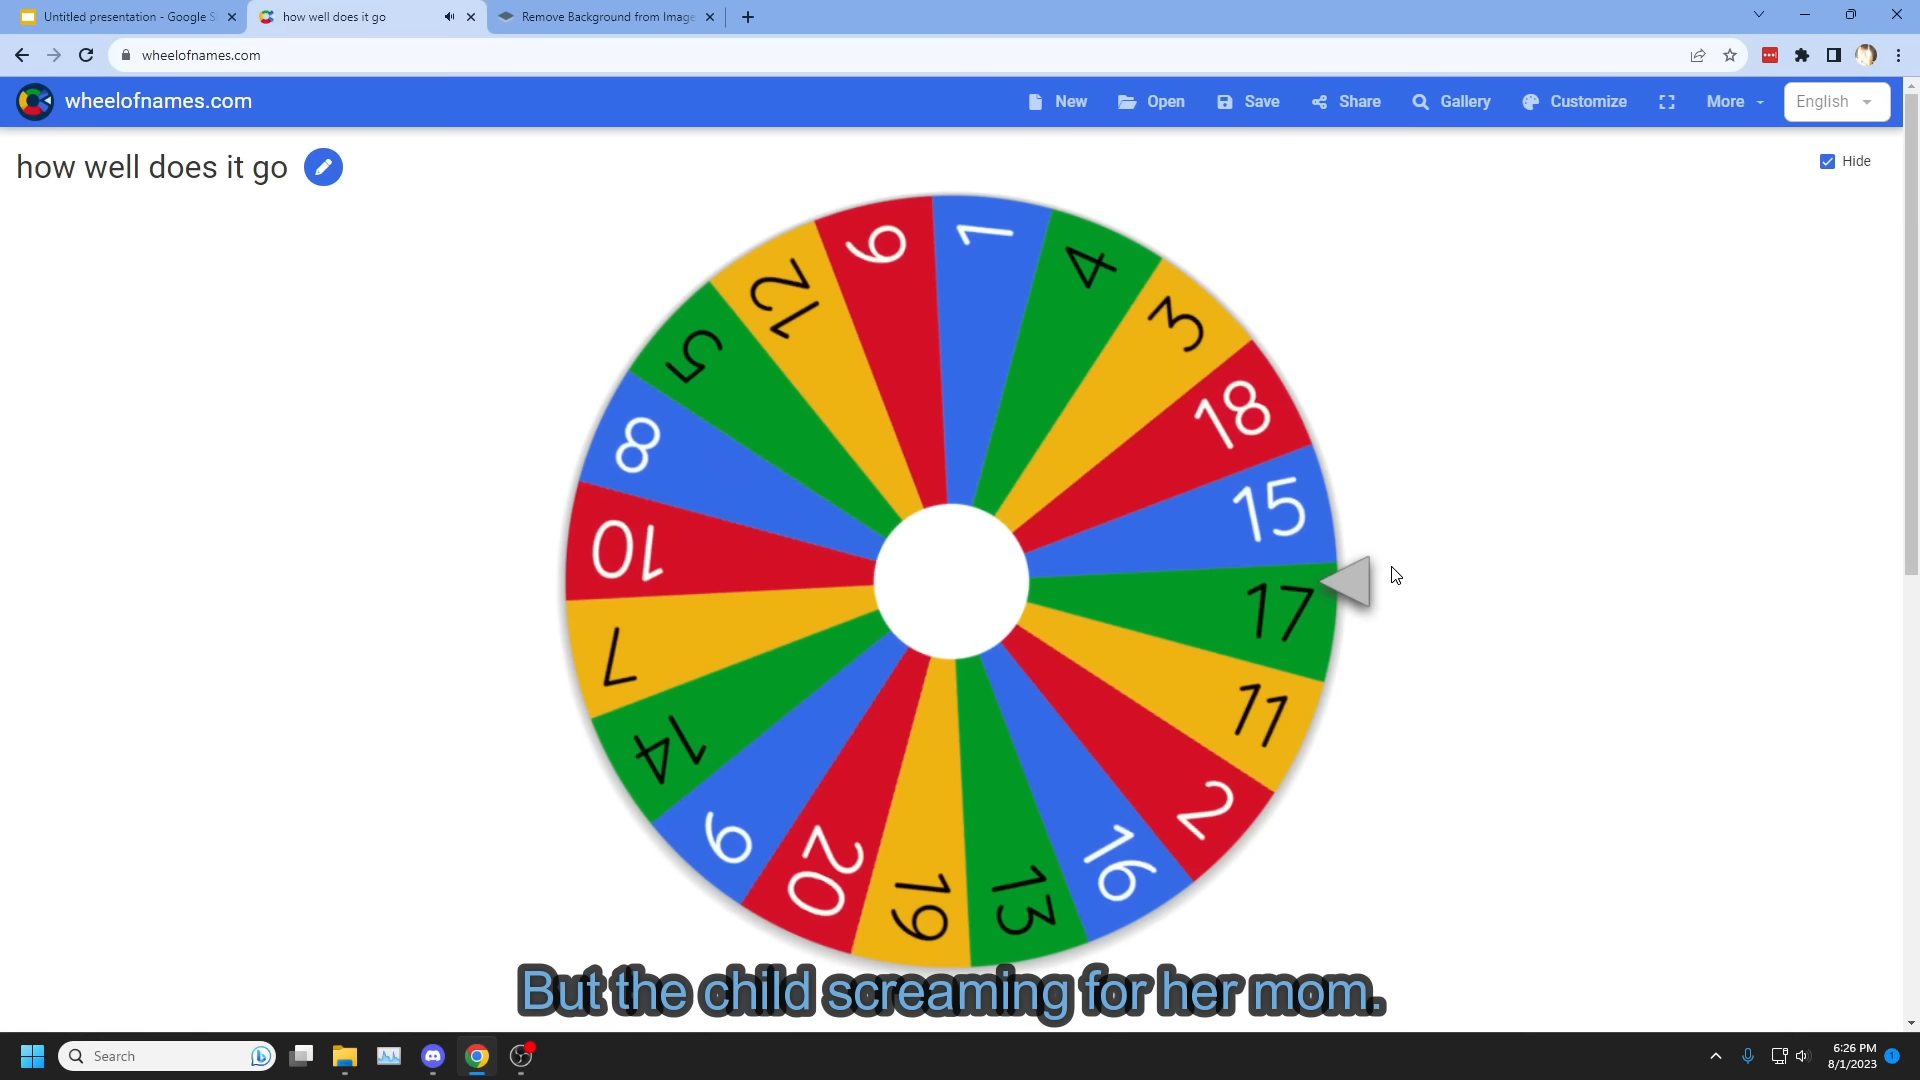 Untitled presentation - Google S
how well does it go
Remove Background from Image
wheelofnames.com
wheelofnames.com
New
Open
Save
Share
Gallery
Customize
More
English
how well does it go
Hide
1
4
3
18
15
17
11
2
16
13
19
20
9
14
7
10
8
5
12
6
But the child screaming for her mom.
Search
6:26 PM
8/1/2023
1